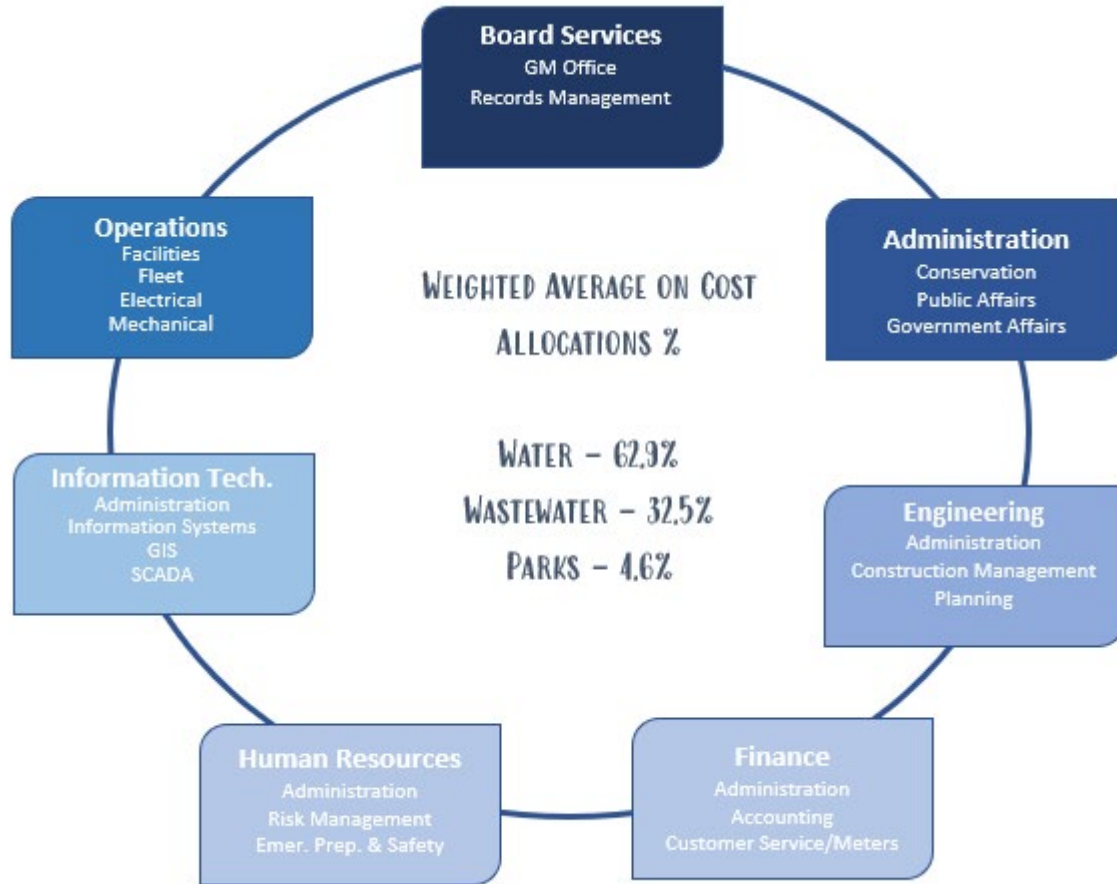 Board Services
GM Office
Records Management
Administration
Conservation
Public Affairs
Government Affairs
Engineering
Administration
Construction Management
Planning
Finance
Administration
Accounting
Customer Service/Meters
Human Resources
Administration
Risk Management
Emer. Prep. & Safety
Information Tech.
Administration
Information Systems
GIS
SCADA
Operations
Facilities
Fleet
Electrical
Mechanical
WEIGHTED AVERAGE ON COST
ALLOCATIONS %
WATER – 62.9%
WASTEWATER – 32.5%
PARKS – 4.6%